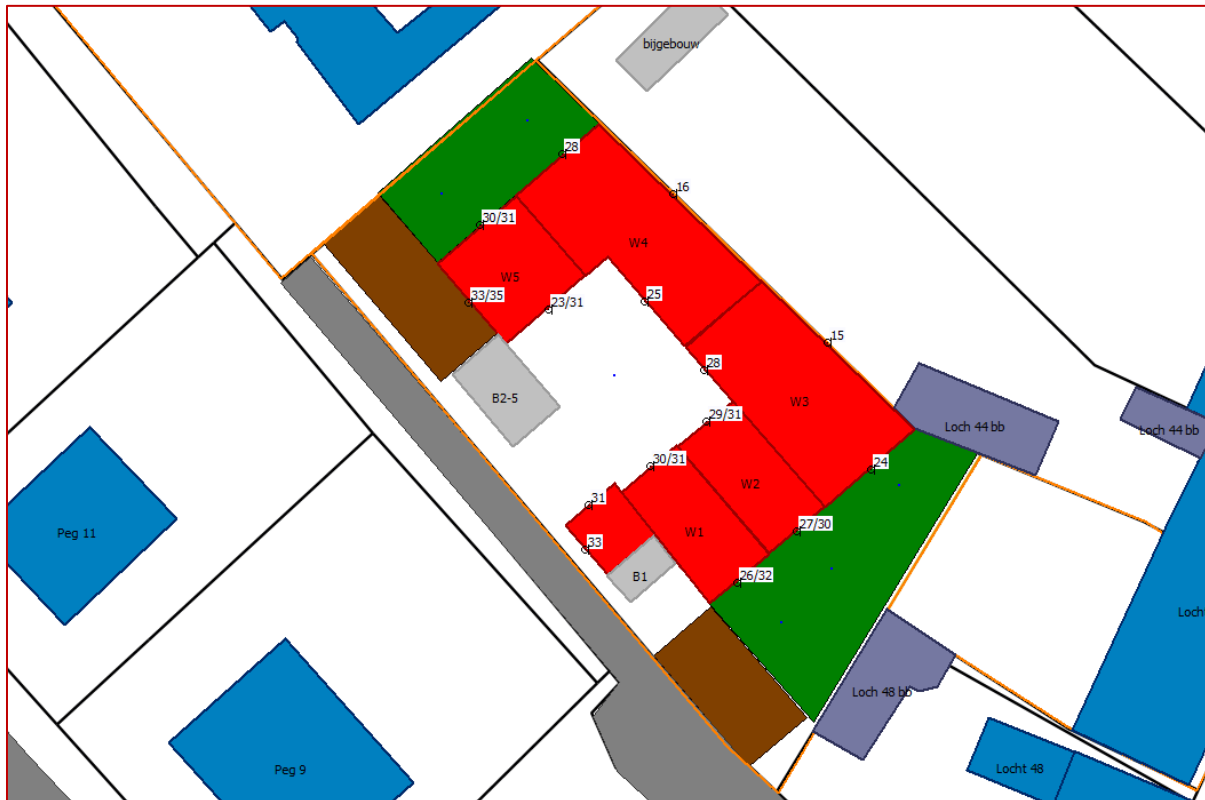 bijgebouw
28
16
30/31
W4
W5
33/35
23/31
25
15
28
B2-5
W3
29/31
Loch 44 bb
Loch 44 bb
30/31
24
W2
31
Peg 11
W1
27/30
33
B1
26/32
Locht
Loch 48 bb
Peg 9
Locht 48